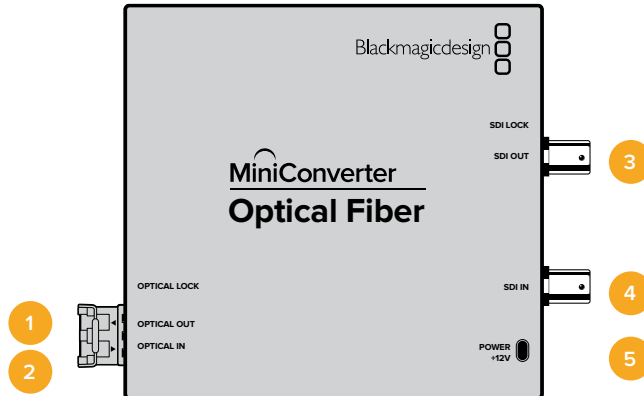 Blackmagicdesign
SDI LOCK
SDI OUT
3
MiniConverter
Optical Fiber
OPTICAL LOCK
SDI IN
4
1
OPTICAL OUT
2
OPTICAL IN
POWER
+12V
5